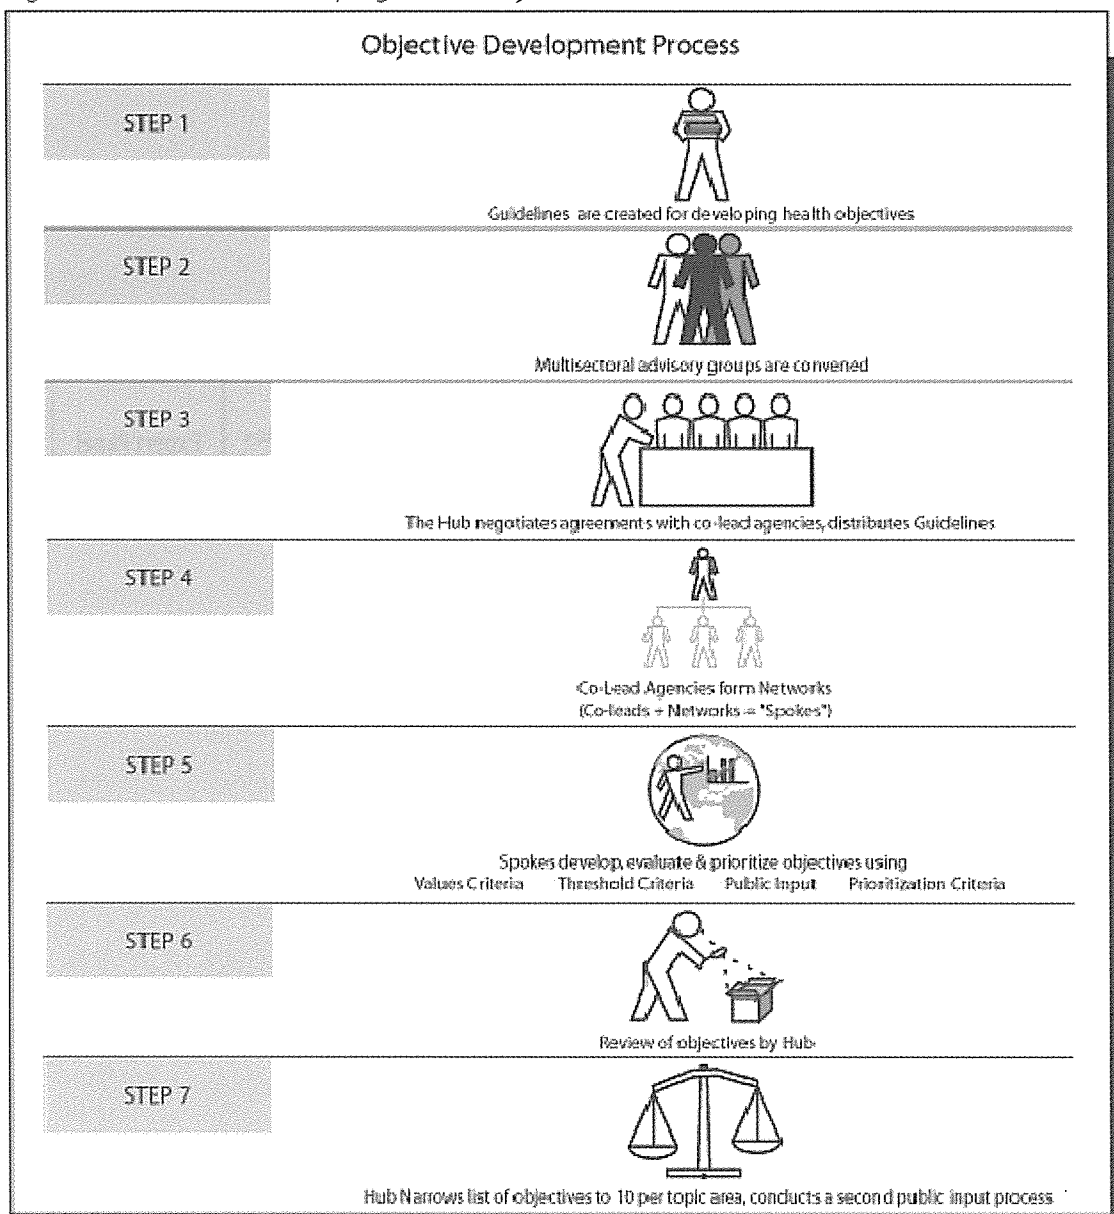 Objective Development Process
STEP 1
Guidelines are created for developing health objectives
STEP 2
Multisectoral advisory groups are convened
STEP 3
The Hub negotiates agreements with co-lead agencies, distributes Guidelines
STEP 4
Co-Lead Agencies form Networks
(Co-leads + Networks = "Spokes")
STEP 5
Spokes develop, evaluate & prioritize objectives using
Values Criteria Threshold Criteria Public Input Prioritization Criteria
STEP 6
Review of objectives by Hub
STEP 7
Hub Narrows list of objectives to 10 per topic area, conducts a second public input process